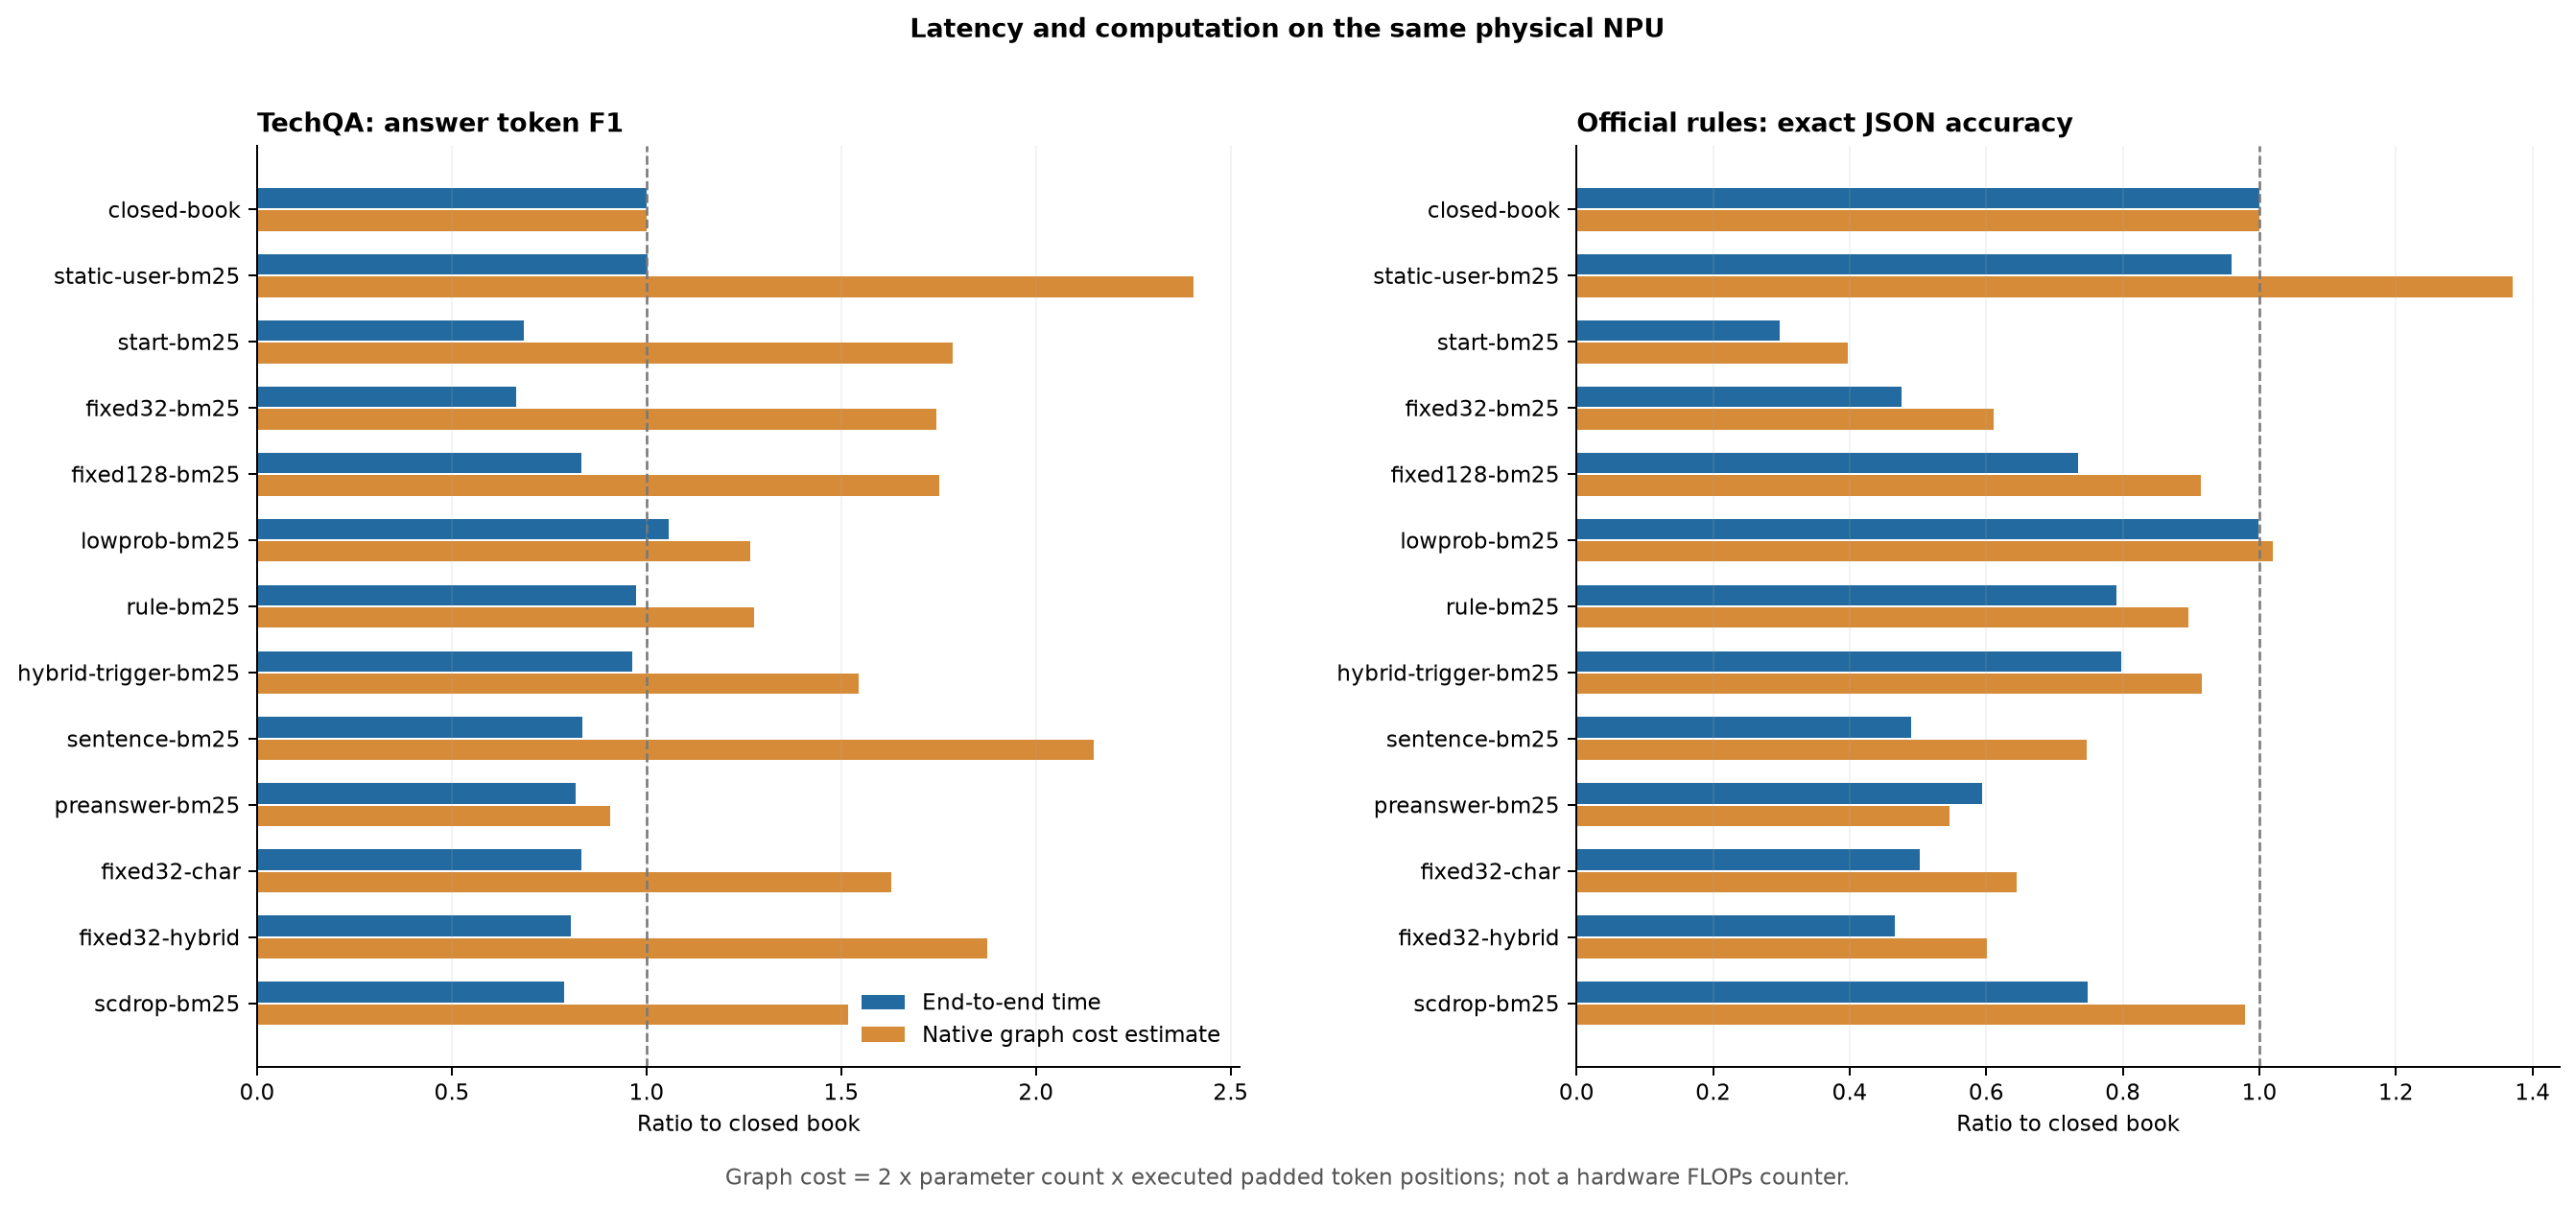 Latency and computation on the same physical NPU
TechQA: answer token F1
closed-book
static-user-bm25
start-bm25
fixed32-bm25
fixed128-bm25
lowprob-bm25
rule-bm25
hybrid-trigger-bm25
sentence-bm25
preanswer-bm25
fixed32-char
fixed32-hybrid
scdrop-bm25
End-to-end time
Native graph cost estimate
0.0 0.5 1.0 1.5 2.0 2.5
Ratio to closed book
Official rules: exact JSON accuracy
closed-book
static-user-bm25
start-bm25
fixed32-bm25
fixed128-bm25
lowprob-bm25
rule-bm25
hybrid-trigger-bm25
sentence-bm25
preanswer-bm25
fixed32-char
fixed32-hybrid
scdrop-bm25
0.0 0.2 0.4 0.6 0.8 1.0 1.2 1.4
Ratio to closed book
Graph cost = 2 x parameter count x executed padded token positions; not a hardware FLOPs counter.